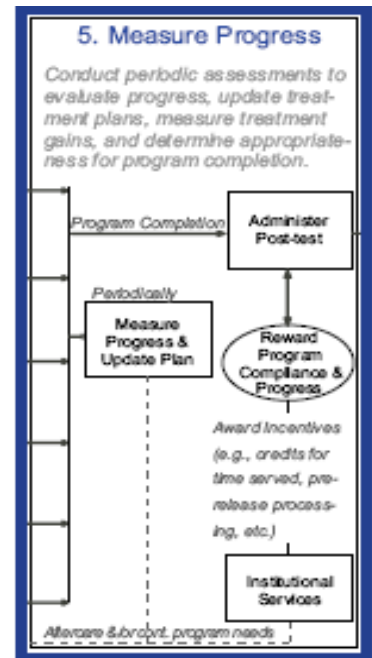 5. Measure Progress
Conduct periodic assessments to
evaluate progress, update treat-
ment plans, measure treatment
gains, and determine appropriate-
ness for program completion.
Program Completion
Administer
Post-test
Periodically
Measure
Progress &
Update Plan
Reward
Program
Compliance &
Progress
Award Incentives
(e.g., credits for
time served, pre-
release process-
ing, etc.)
Institutional
Services
Aftercare &/or cont. program needs